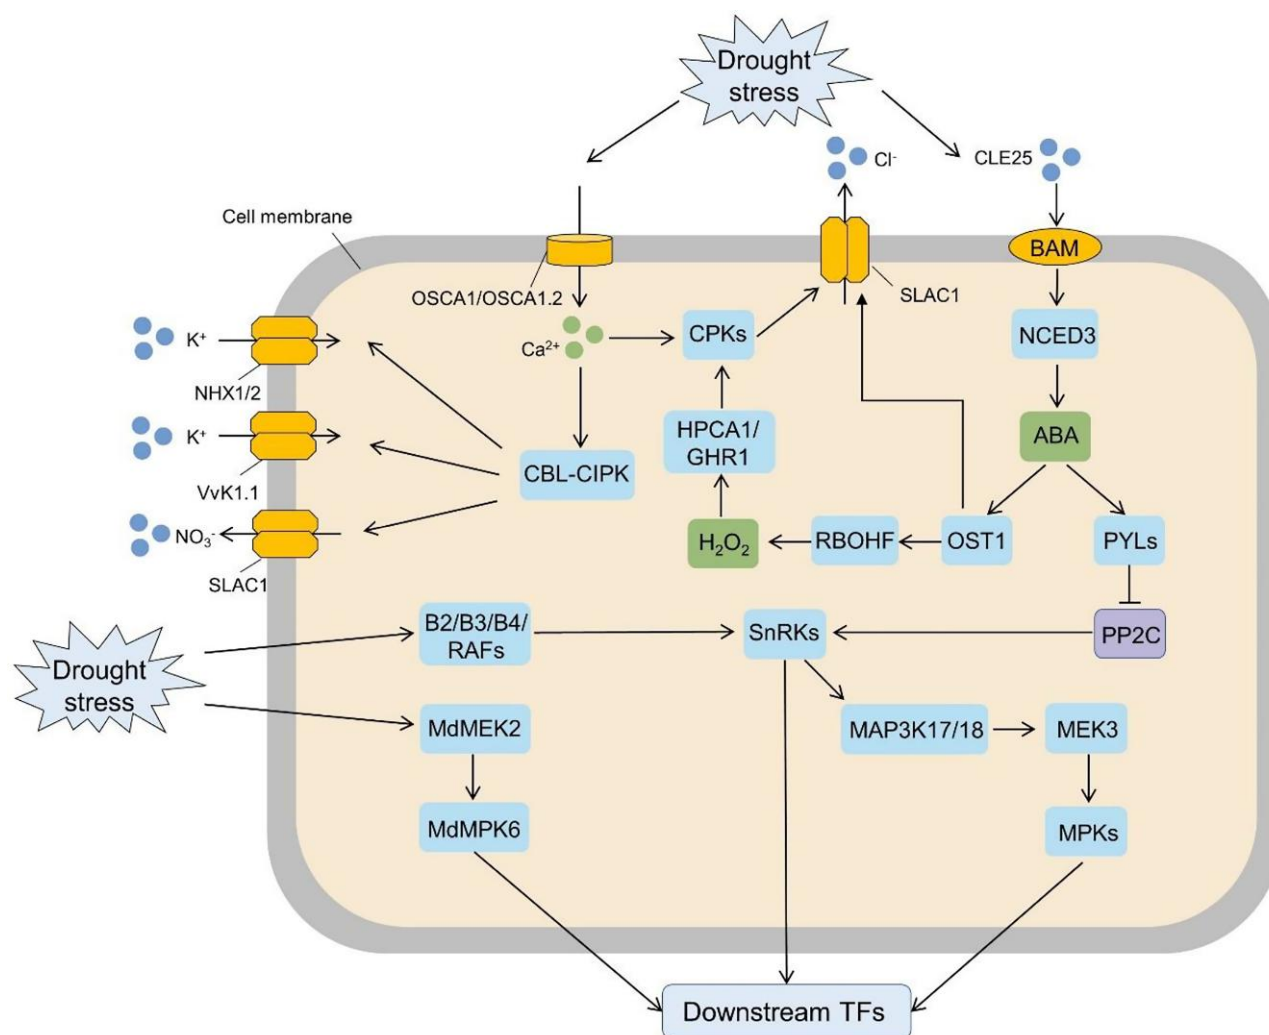 Drought
stress
Cl⁻
CLE25
Cell membrane
BAM
OSCA1/OSCA1.2
SLAC1
K⁺
Ca²⁺
CPKs
NCED3
NHX1/2
HPCA1/
GHR1
ABA
K⁺
CBL-CIPK
VvK1.1
NO₃⁻
H₂O₂
RBOHF
OST1
PYLs
SLAC1
B2/B3/B4/
RAFs
SnRKs
PP2C
Drought
stress
MdMEK2
MAP3K17/18
MEK3
MdMPK6
MPKs
Downstream TFs